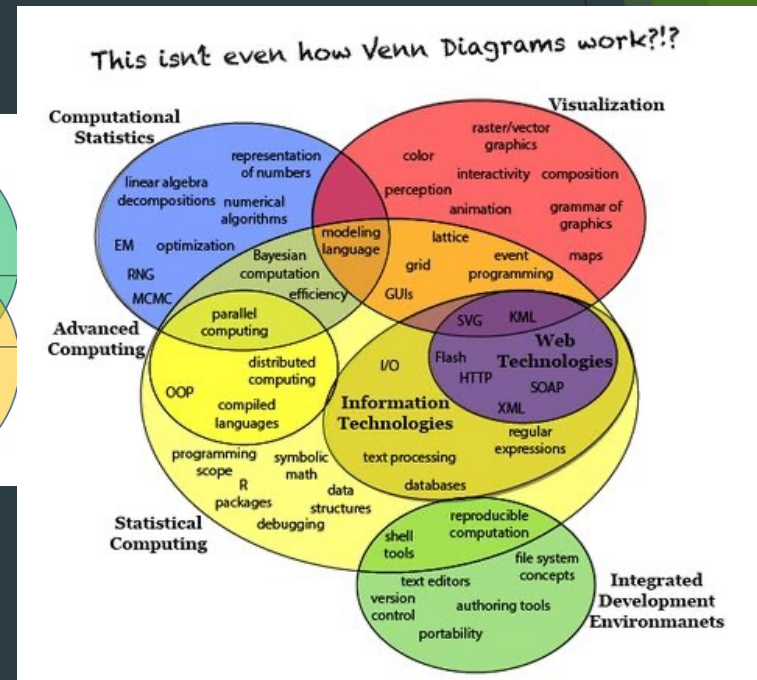 This isn't even how Venn Diagrams work?!?
Computational
Statistics
Visualization
raster/vector
graphics
color
representation
of numbers
interactivity
composition
linear algebra
decompositions
perception
numerical
algorithms
animation
grammar of
graphics
modeling
language
lattice
EM
optimization
Bayesian
computation
event
programming
maps
grid
RNG
MCMC
efficiency
GUIs
parallel
computing
SVG
KML
Advanced
Computing
Web
Technologies
Flash
I/O
distributed
computing
HTTP
SOAP
OOP
compiled
languages
Information
Technologies
XML
regular
expressions
programming
scope
symbolic
math
text processing
R
packages
data
structures
databases
debugging
Statistical
Computing
reproducible
computation
shell
tools
file system
concepts
text editors
Integrated
Development
Environmanets
version
control
authoring tools
portability